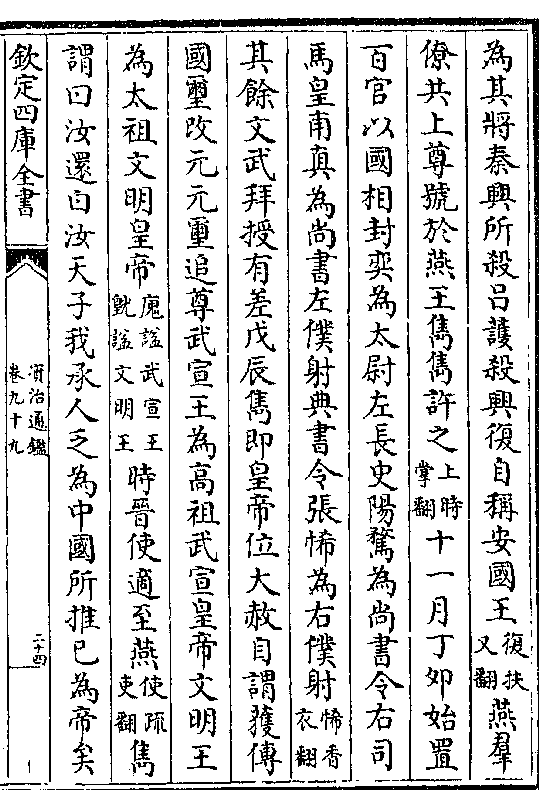 為其將秦興所殺吕護殺興復自稱安國王復扶又翻燕羣
僚共上尊號於燕王儁儁許之上時掌翻十一月丁卯始置
百官以國相封奕為太尉左長史陽騖為尚書令右司
馬皇甫真為尚書左僕射典書令張悕為右僕射悕香衣翻
其餘文武拜授有差戊辰儁即皇帝位大赦自謂獲傳
國璽改元元璽追尊武宣王為高祖武宣皇帝文明王
為太祖文明皇帝廆諡武宣王皝諡文明王時晉使適至燕使疏吏翻儁
謂曰汝還白汝天子我承人乏為中國所推已為帝矣
欽定四庫全書
資治通鑑
卷九十九
二十四